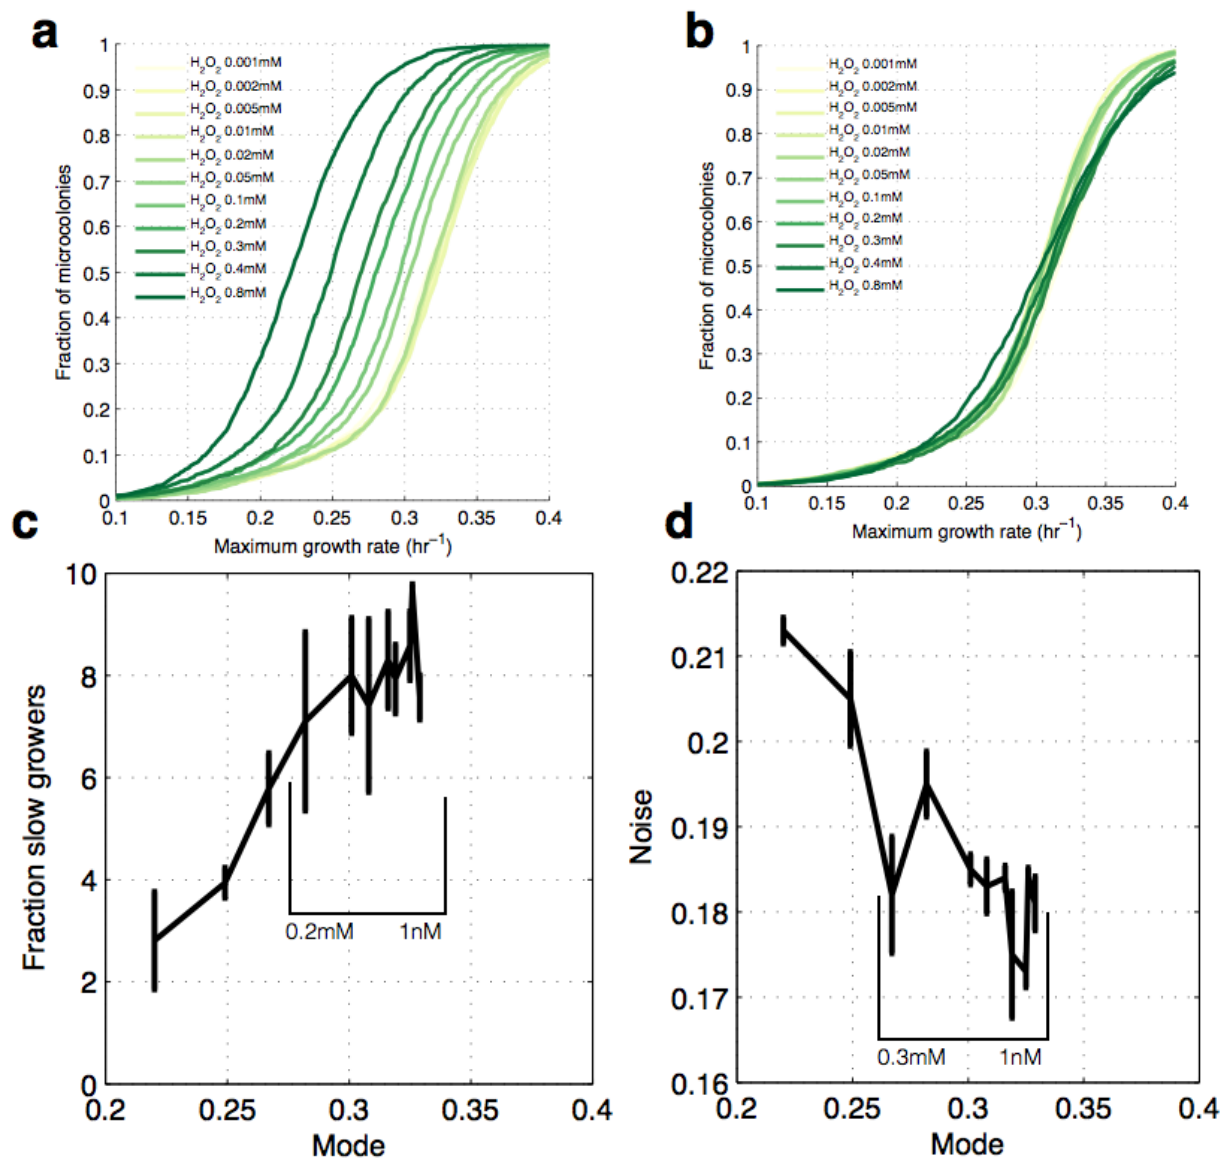 a
1
0.9
0.8
0.7
0.6
0.5
0.4
0.3
0.2
0.1
0
Fraction of microcolonies
H2O2 0.001mM
H2O2 0.002mM
H2O2 0.005mM
H2O2 0.01mM
H2O2 0.02mM
H2O2 0.05mM
H2O2 0.1mM
H2O2 0.2mM
H2O2 0.3mM
H2O2 0.4mM
H2O2 0.8mM
0.1 0.15 0.2 0.25 0.3 0.35 0.4
Maximum growth rate (hr⁻¹)
b
1
0.9
0.8
0.7
0.6
0.5
0.4
0.3
0.2
0.1
0
Fraction of microcolonies
H2O2 0.001mM
H2O2 0.002mM
H2O2 0.005mM
H2O2 0.01mM
H2O2 0.02mM
H2O2 0.05mM
H2O2 0.1mM
H2O2 0.2mM
H2O2 0.3mM
H2O2 0.4mM
H2O2 0.8mM
0.1 0.15 0.2 0.25 0.3 0.35 0.4
Maximum growth rate (hr⁻¹)
c
10
8
6
4
2
0
Fraction slow growers
0.2mM 1nM
0.2 0.25 0.3 0.35 0.4
Mode
d
0.22
0.21
0.2
0.19
0.18
0.17
0.16
Noise
0.3mM 1nM
0.2 0.25 0.3 0.35 0.4
Mode